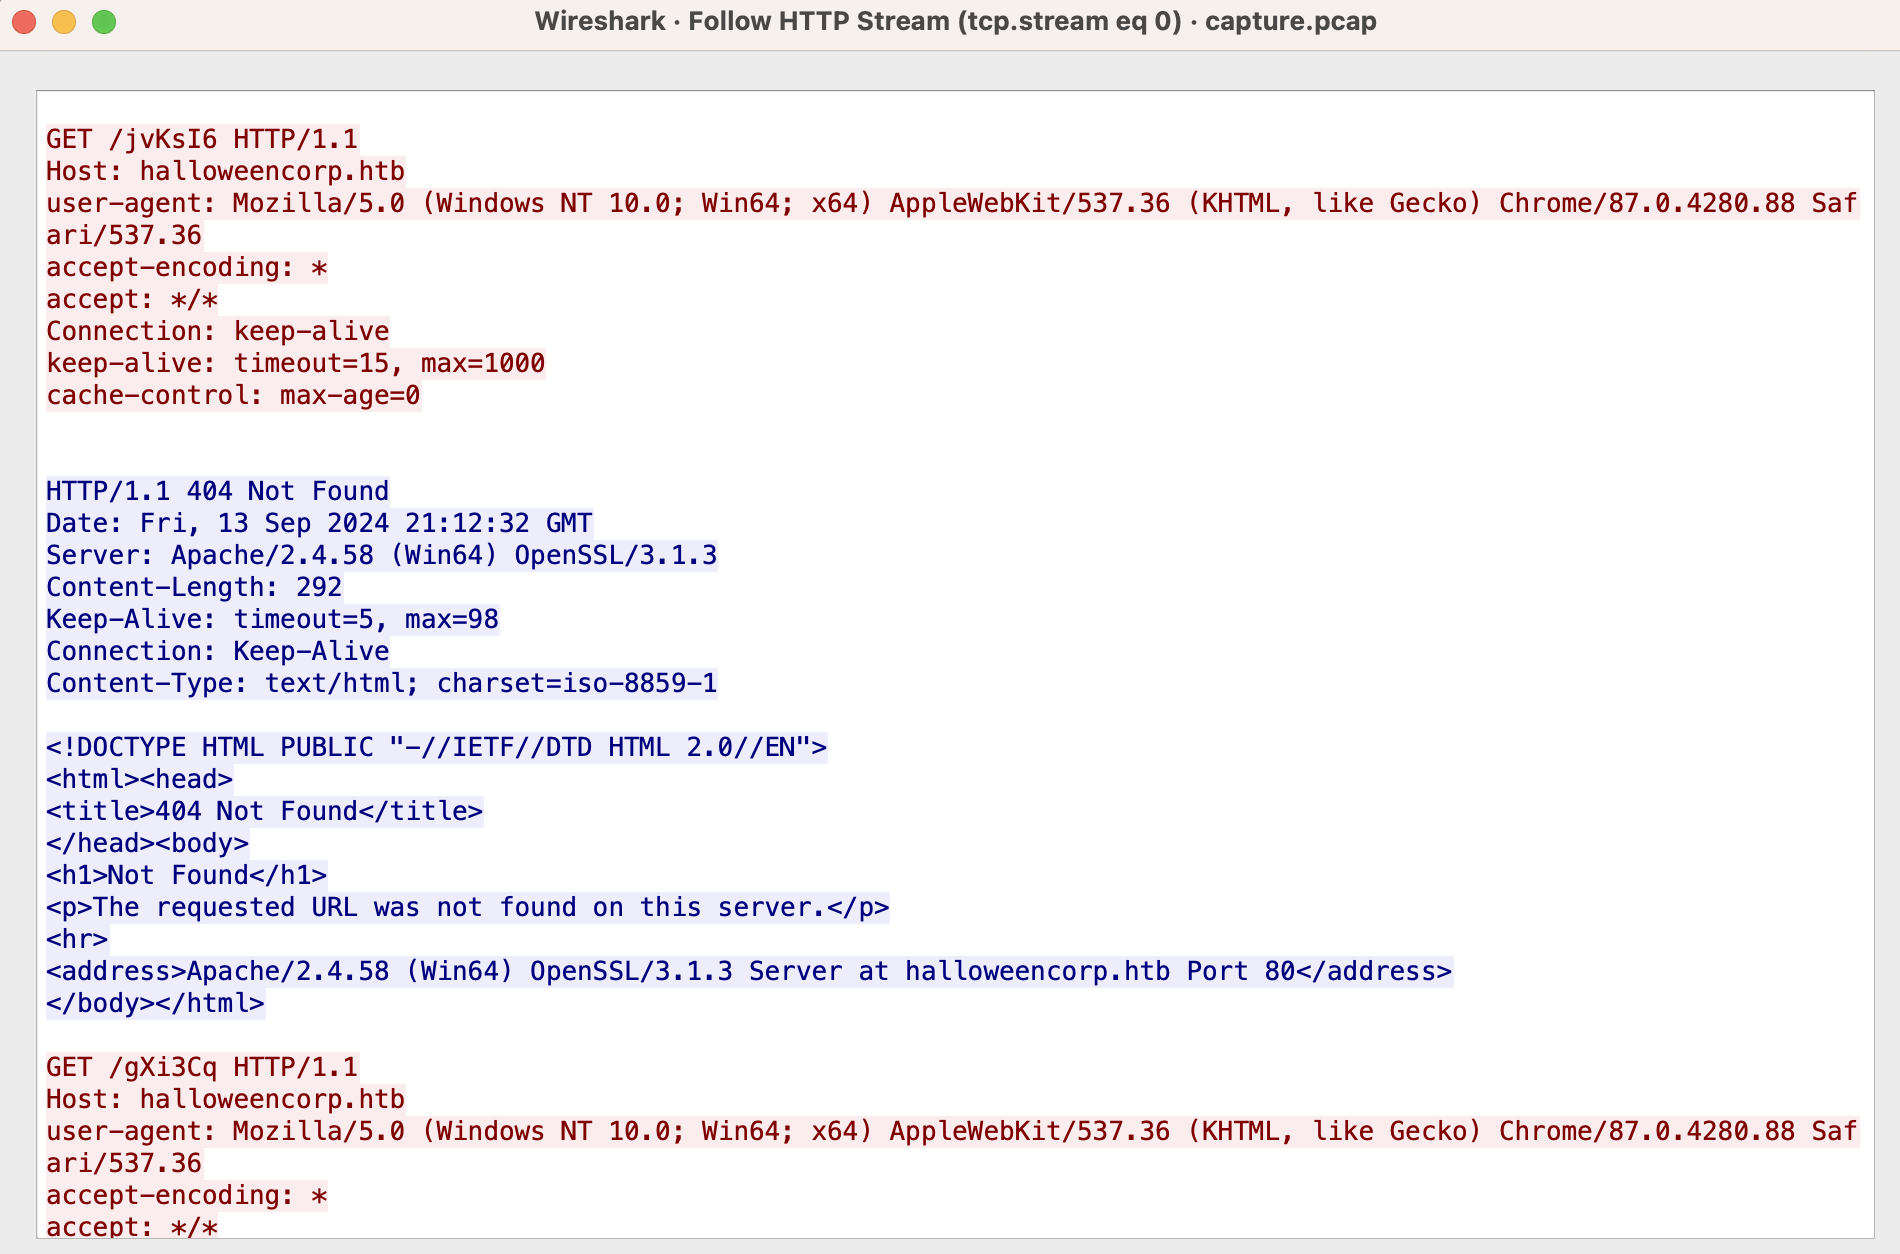 Wireshark · Follow HTTP Stream (tcp.stream eq 0) · capture.pcap
GET /jvKsI6 HTTP/1.1
Host: halloweencorp.htb
user-agent: Mozilla/5.0 (Windows NT 10.0; Win64; x64) AppleWebKit/537.36 (KHTML, like Gecko) Chrome/87.0.4280.88 Saf
ari/537.36
accept-encoding: *
accept: */*
Connection: keep-alive
keep-alive: timeout=15, max=1000
cache-control: max-age=0
HTTP/1.1 404 Not Found
Date: Fri, 13 Sep 2024 21:12:32 GMT
Server: Apache/2.4.58 (Win64) OpenSSL/3.1.3
Content-Length: 292
Keep-Alive: timeout=5, max=98
Connection: Keep-Alive
Content-Type: text/html; charset=iso-8859-1
<!DOCTYPE HTML PUBLIC "-//IETF//DTD HTML 2.0//EN">
<html><head>
<title>404 Not Found</title>
</head><body>
<h1>Not Found</h1>
<p>The requested URL was not found on this server.</p>
<hr>
<address>Apache/2.4.58 (Win64) OpenSSL/3.1.3 Server at halloweencorp.htb Port 80</address>
</body></html>
GET /gXi3Cq HTTP/1.1
Host: halloweencorp.htb
user-agent: Mozilla/5.0 (Windows NT 10.0; Win64; x64) AppleWebKit/537.36 (KHTML, like Gecko) Chrome/87.0.4280.88 Saf
ari/537.36
accept-encoding: *
accept: */*